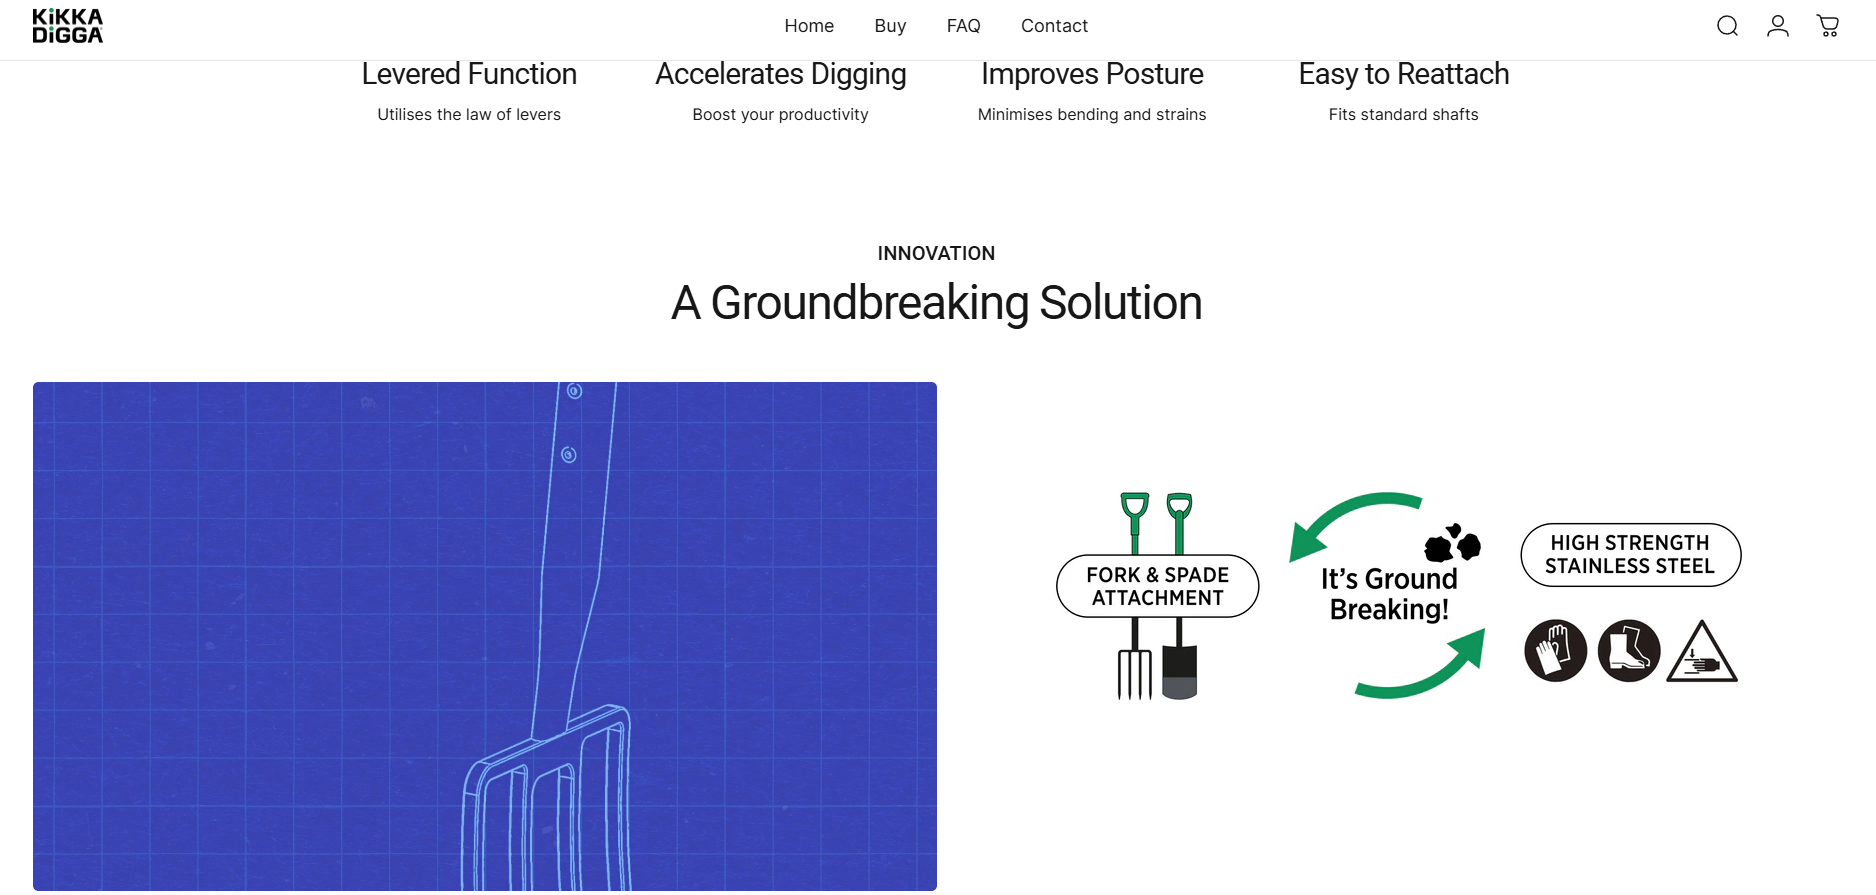 KiKKA
DiGGA
Home
Buy
FAQ
Contact
Levered Function
Utilises the law of levers
Accelerates Digging
Boost your productivity
Improves Posture
Minimises bending and strains
Easy to Reattach
Fits standard shafts
INNOVATION
A Groundbreaking Solution
FORK & SPADE
ATTACHMENT
It's Ground
Breaking!
HIGH STRENGTH
STAINLESS STEEL